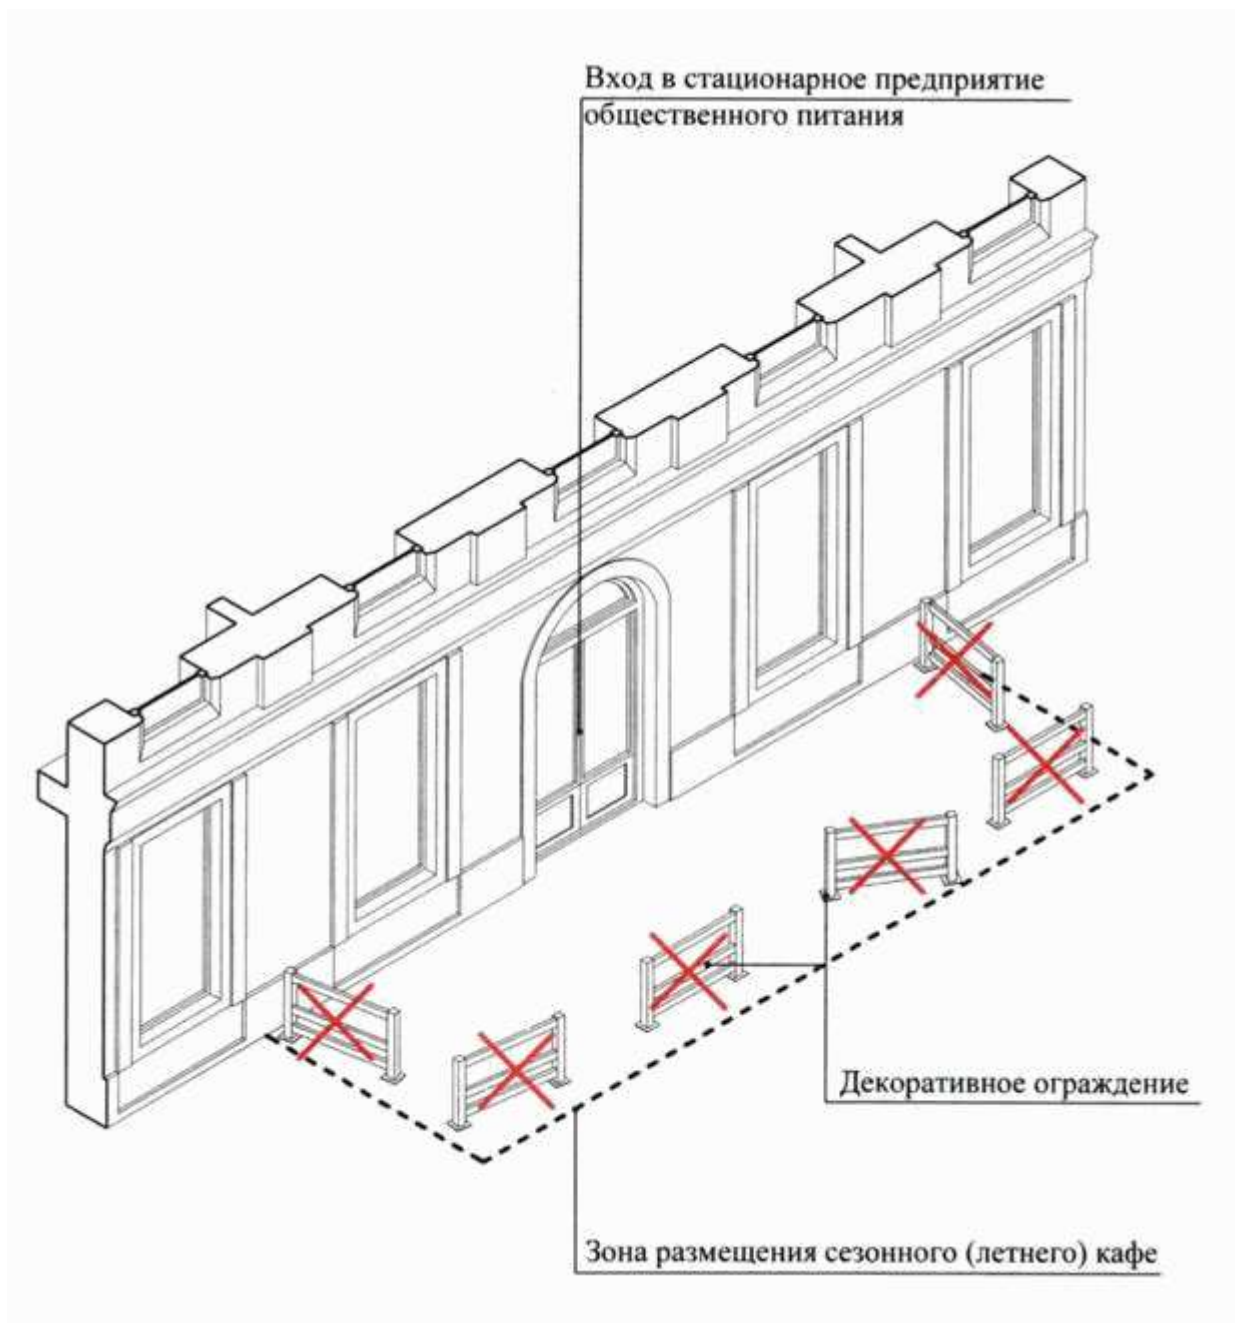 Вход в стационарное предприятие
общественного питания
Декоративное ограждение
Зона размещения сезонного (летнего) кафе